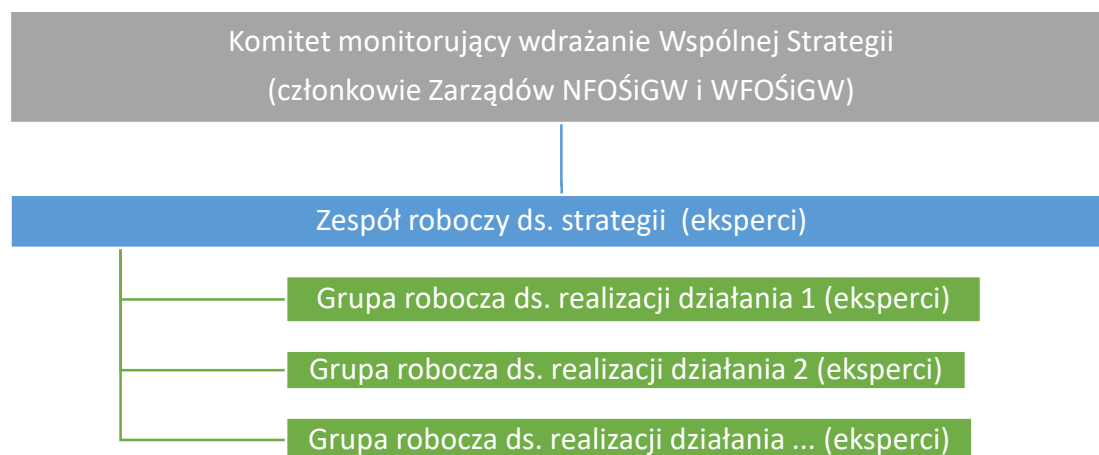 Komitet monitorujący wdrażanie Wspólnej Strategii
(członkowie Zarządów NFOŚiGW i WFOŚiGW)
Zespół roboczy ds. strategii (eksperci)
Grupa robocza ds. realizacji działania 1 (eksperci)
Grupa robocza ds. realizacji działania 2 (eksperci)
Grupa robocza ds. realizacji działania ... (eksperci)